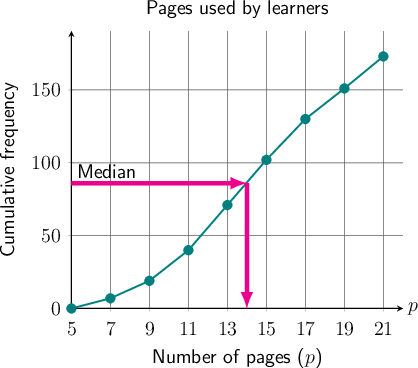 Pages used by learners
Cumulative frequency
150
100
Median
50
0
5 7 9 11 13 15 17 19 21 p
Number of pages (p)